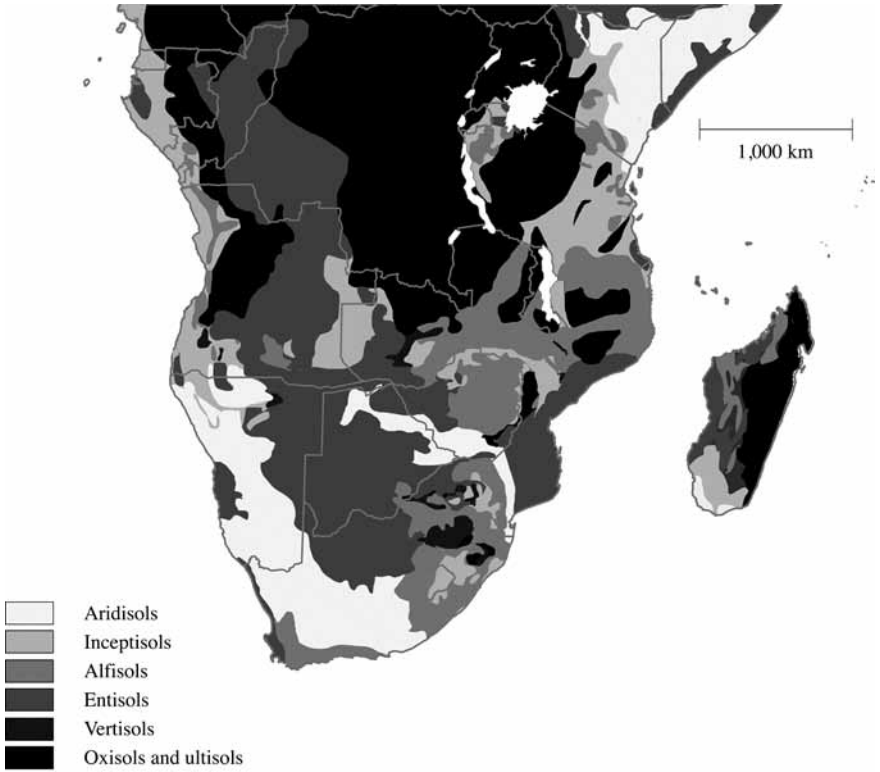 1,000 km
Aridisols
Inceptisols
Alfisols
Entisols
Vertisols
Oxisols and ultisols